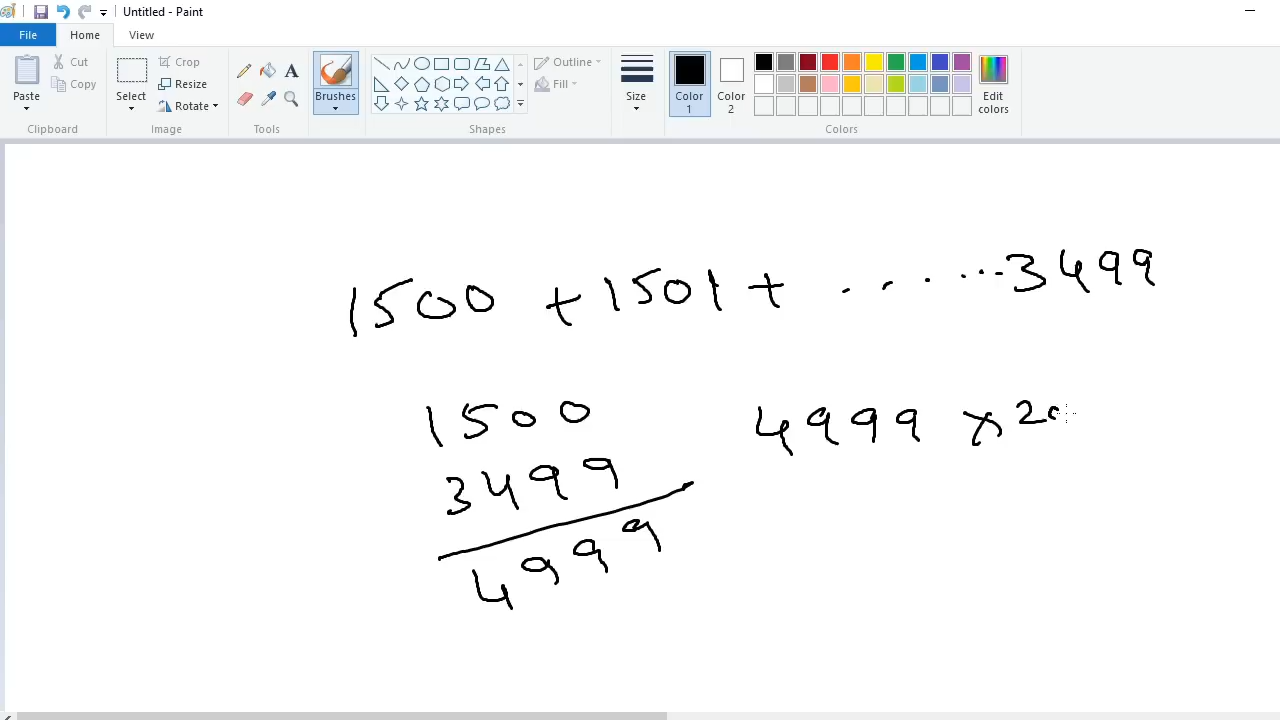 Untitled - Paint
File Home View
Paste Cut Copy Clipboard
Select Crop Resize Rotate Image
Tools
Brushes
Shapes Outline Fill
Size
Color 1 Color 2 Edit colors Colors
1500 + 1501 + ........3499
1500
3499
4999
4999 x 20